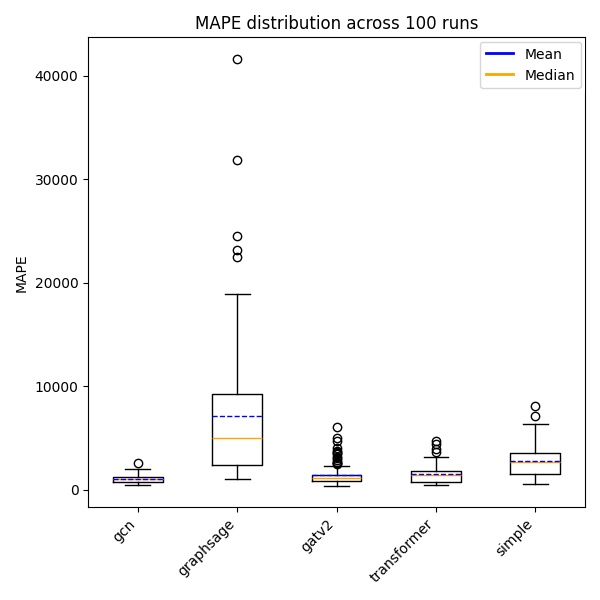 MAPE distribution across 100 runs
Mean
Median
MAPE
40000
30000
20000
10000
0
gcn
graphsage
gatv2
transformer
simple